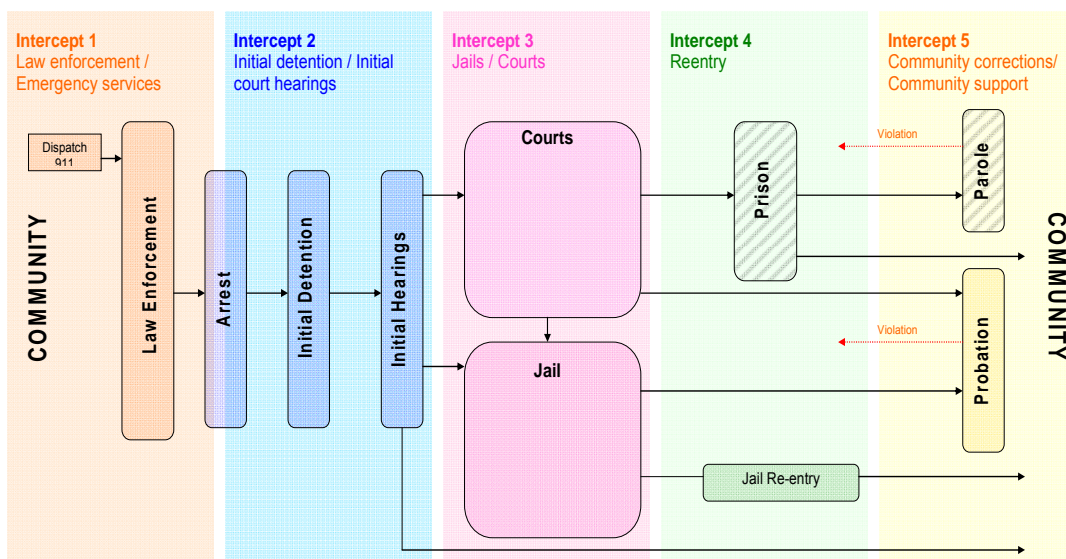 Intercept 1
Law enforcement /
Emergency services
Intercept 2
Initial detention / Initial
court hearings
Intercept 3
Jails / Courts
Intercept 4
Reentry
Intercept 5
Community corrections/
Community support
Dispatch
911
COMMUNITY
Law Enforcement
Arrest
Initial Detention
Initial Hearings
Courts
Jail
Prison
Jail Re-entry
Violation
Parole
Violation
Probation
COMMUNITY